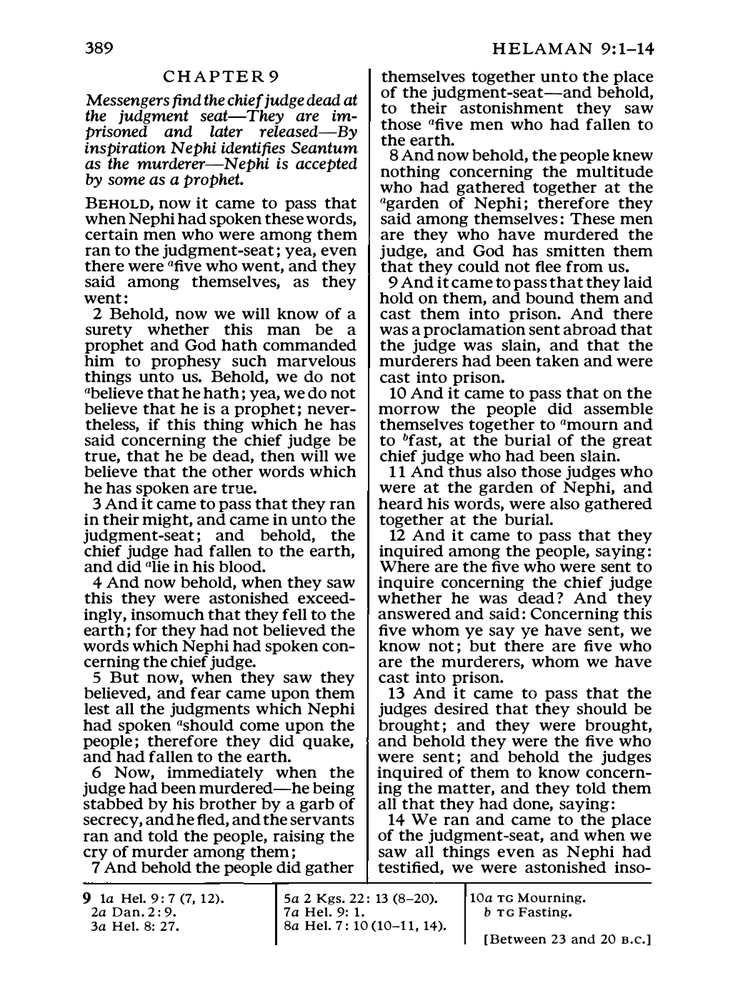 389
HELAMAN 9:1–14
CHAPTER 9
Messengers find the chief judge dead at
the judgment seat—They are im-
prisoned and later released—By
inspiration Nephi identifies Seantum
as the murderer—Nephi is accepted
by some as a prophet.
BEHOLD, now it came to pass that
when Nephi had spoken these words,
certain men who were among them
ran to the judgment-seat; yea, even
there were afive who went, and they
said among themselves, as they
went:
2 Behold, now we will know of a
surety whether this man be a
prophet and God hath commanded
him to prophesy such marvelous
things unto us. Behold, we do not
abelieve that he hath; yea, we do not
believe that he is a prophet; never-
theless, if this thing which he has
said concerning the chief judge be
true, that he be dead, then will we
believe that the other words which
he has spoken are true.
3 And it came to pass that they ran
in their might, and came in unto the
judgment-seat; and behold, the
chief judge had fallen to the earth,
and did alie in his blood.
4 And now behold, when they saw
this they were astonished exceed-
ingly, insomuch that they fell to the
earth; for they had not believed the
words which Nephi had spoken con-
cerning the chief judge.
5 But now, when they saw they
believed, and fear came upon them
lest all the judgments which Nephi
had spoken ashould come upon the
people; therefore they did quake,
and had fallen to the earth.
6 Now, immediately when the
judge had been murdered—he being
stabbed by his brother by a garb of
secrecy, and he fled, and the servants
ran and told the people, raising the
cry of murder among them;
7 And behold the people did gather
themselves together unto the place
of the judgment-seat—and behold,
to their astonishment they saw
those afive men who had fallen to
the earth.
8 And now behold, the people knew
nothing concerning the multitude
who had gathered together at the
agarden of Nephi; therefore they
said among themselves: These men
are they who have murdered the
judge, and God has smitten them
that they could not flee from us.
9 And it came to pass that they laid
hold on them, and bound them and
cast them into prison. And there
was a proclamation sent abroad that
the judge was slain, and that the
murderers had been taken and were
cast into prison.
10 And it came to pass that on the
morrow the people did assemble
themselves together to amourn and
to bfast, at the burial of the great
chief judge who had been slain.
11 And thus also those judges who
were at the garden of Nephi, and
heard his words, were also gathered
together at the burial.
12 And it came to pass that they
inquired among the people, saying:
Where are the five who were sent to
inquire concerning the chief judge
whether he was dead? And they
answered and said: Concerning this
five whom ye say ye have sent, we
know not; but there are five who
are the murderers, whom we have
cast into prison.
13 And it came to pass that the
judges desired that they should be
brought; and they were brought,
and behold they were the five who
were sent; and behold the judges
inquired of them to know concern-
ing the matter, and they told them
all that they had done, saying:
14 We ran and came to the place
of the judgment-seat, and when we
saw all things even as Nephi had
testified, we were astonished inso-
9 1a Hel. 9:7 (7, 12).
2a Dan. 2:9.
3a Hel. 8: 27.
5a 2 Kgs. 22: 13 (8–20).
7a Hel. 9: 1.
8a Hel. 7: 10 (10–11, 14).
10a TG Mourning.
b TG Fasting.
[Between 23 and 20 B.C.]